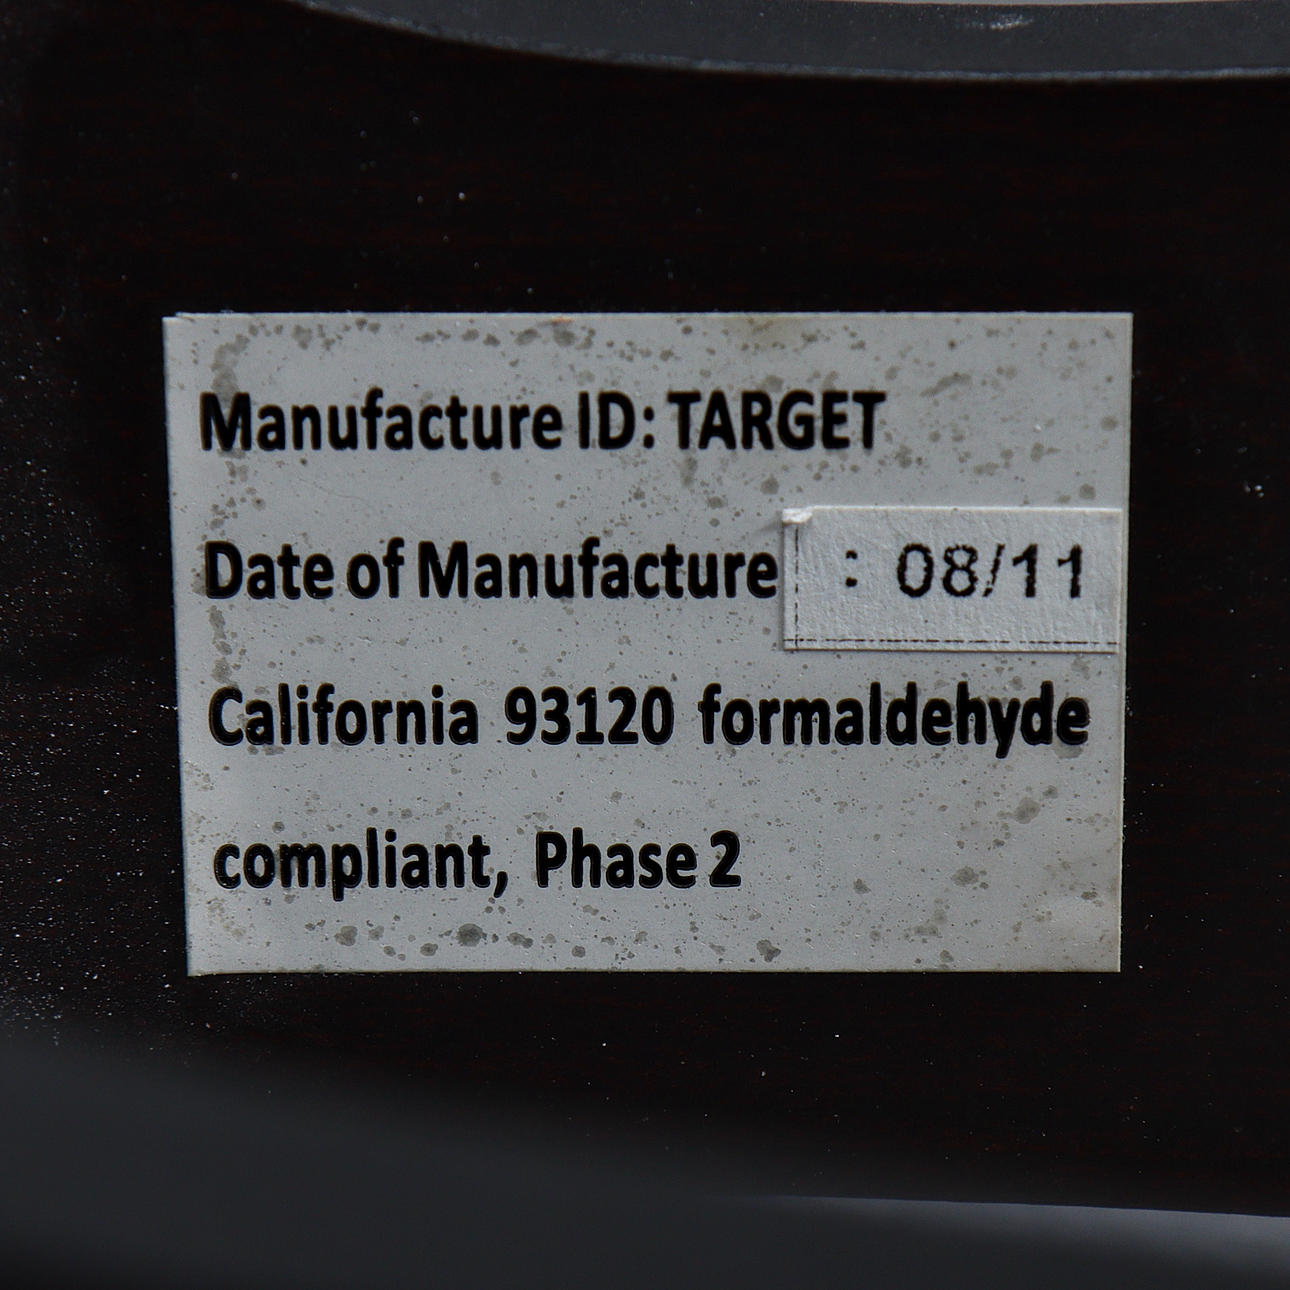 Manufacture ID: TARGET
Date of Manufacture : 08/11
California 93120 formaldehyde
compliant, Phase 2